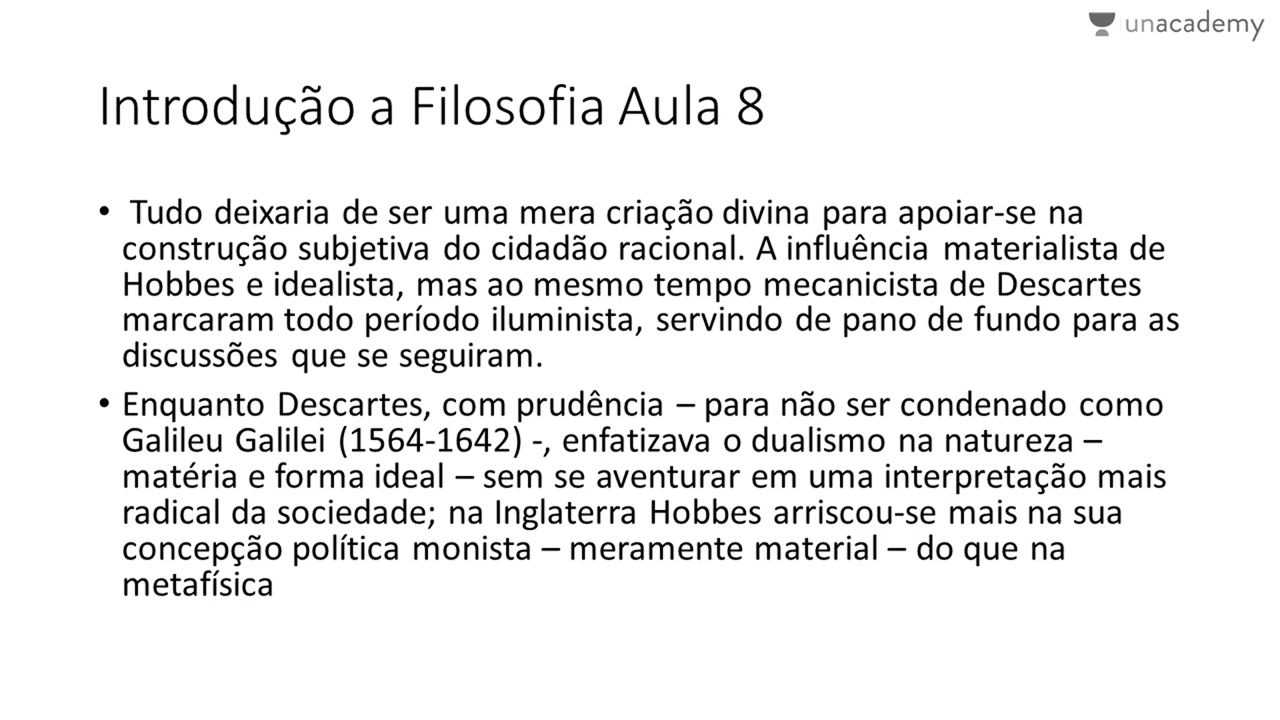 unacademy
Introdução a Filosofia Aula 8
• Tudo deixaria de ser uma mera criação divina para apoiar-se na
construção subjetiva do cidadão racional. A influência materialista de
Hobbes e idealista, mas ao mesmo tempo mecanicista de Descartes
marcaram todo período iluminista, servindo de pano de fundo para as
discussões que se seguiram.
• Enquanto Descartes, com prudência – para não ser condenado como
Galileu Galilei (1564-1642) -, enfatizava o dualismo na natureza –
matéria e forma ideal – sem se aventurar em uma interpretação mais
radical da sociedade; na Inglaterra Hobbes arriscou-se mais na sua
concepção política monista – meramente material – do que na
metafísica